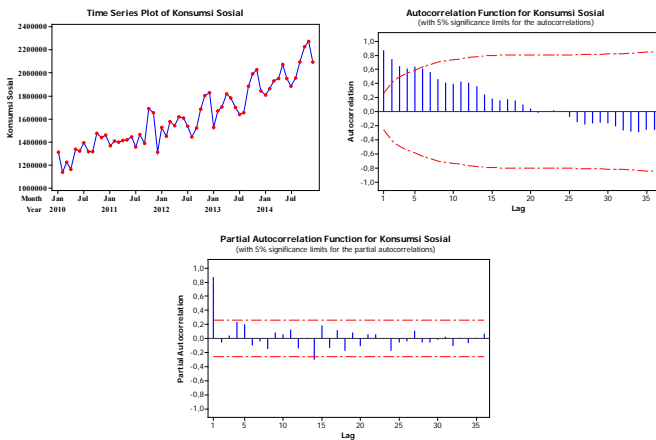 Time Series Plot of Konsumsi Sosial
2400000
2200000
2000000
1800000
1600000
1400000
1200000
1000000
Konsumsi Sosial
Month Jan Jul Jan Jul Jan Jul Jan Jul Jan Jul
Year 2010 2011 2012 2013 2014
Autocorrelation Function for Konsumsi Sosial
(with 5% significance limits for the autocorrelations)
1,0
0,8
0,6
0,4
0,2
0,0
-0,2
-0,4
-0,6
-0,8
-1,0
Autocorrelation
1 5 10 15 20 25 30 35
Lag
Partial Autocorrelation Function for Konsumsi Sosial
(with 5% significance limits for the partial autocorrelations)
1,0
0,8
0,6
0,4
0,2
0,0
-0,2
-0,4
-0,6
-0,8
-1,0
Partial Autocorrelation
1 5 10 15 20 25 30 35
Lag